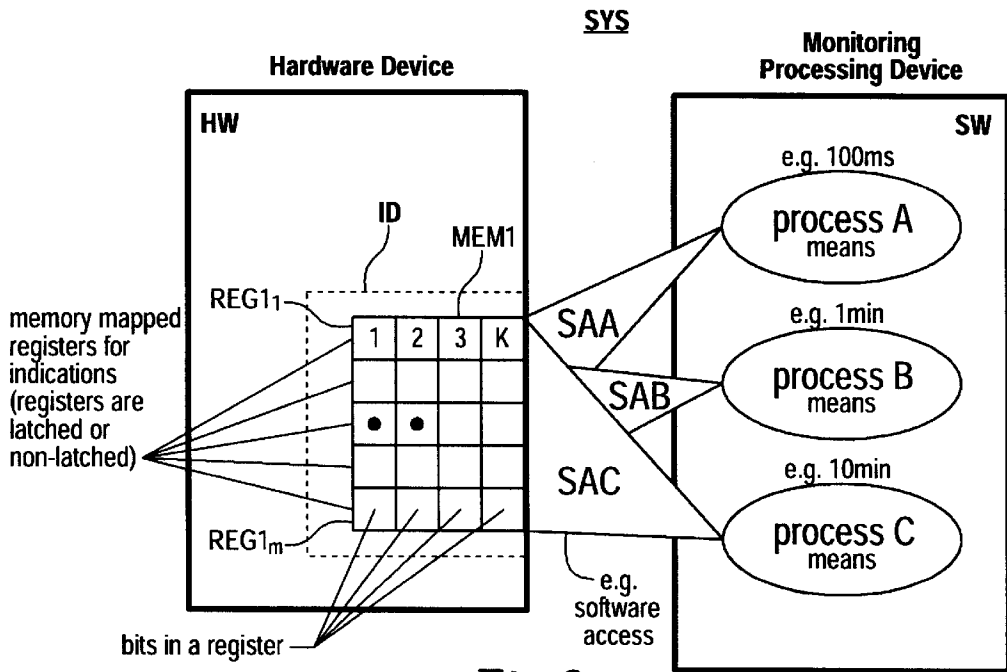 SYS
Hardware Device
Monitoring
Processing Device
HW
SW
e.g. 100ms
process A
means
ID
MEM1
REG1₁
memory mapped
registers for
indications
(registers are
latched or
non-latched)
1 2 3 K
SAA
e.g. 1min
process B
means
SAB
SAC
e.g. 10min
process C
means
REG1ₘ
e.g.
software
access
bits in a register